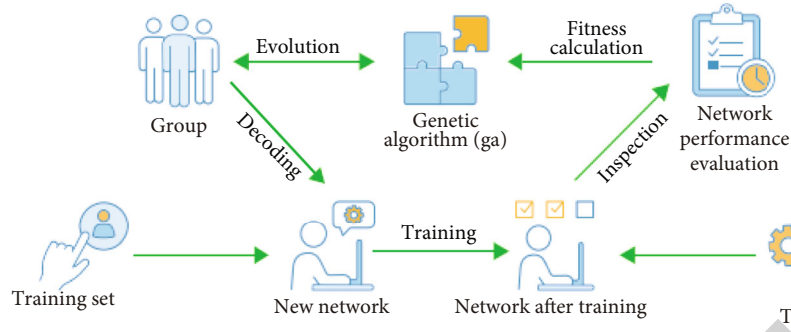 Evolution
Fitness
calculation
Group
Genetic
algorithm (ga)
Network
performance
evaluation
Decoding
Inspection
Training
Training set
New network
Network after training